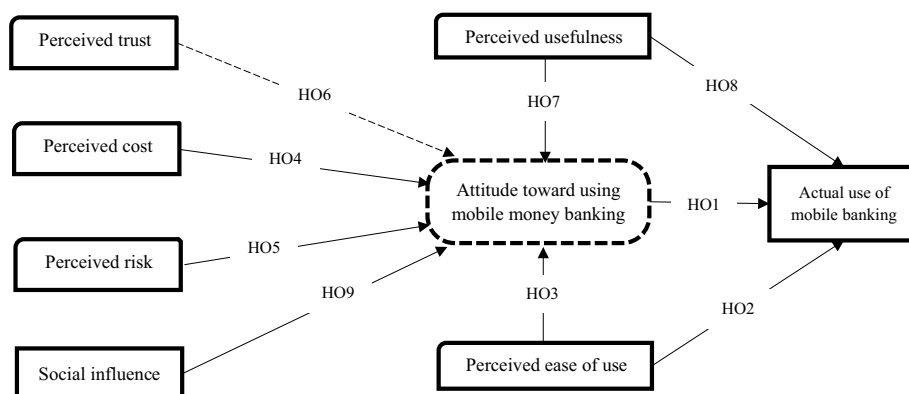 Perceived trust
Perceived usefulness
HO6
HO7
HO8
Perceived cost
HO4
Attitude toward using
mobile money banking
HO1
Actual use of
mobile banking
Perceived risk
HO5
HO9
HO3
HO2
Social influence
Perceived ease of use